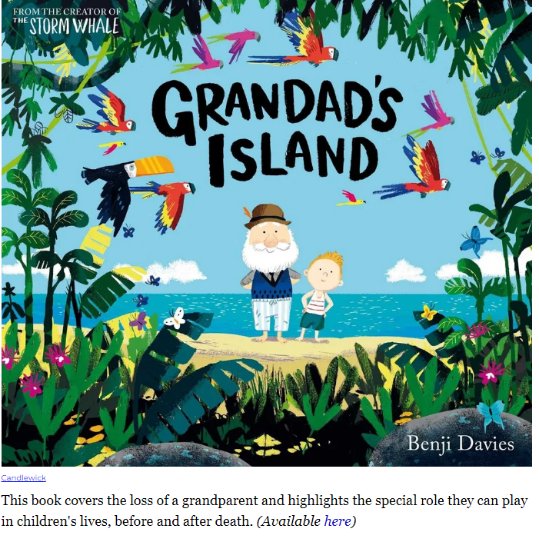 FROM THE CREATOR OF
THE STORM WHALE
GRANDAD'S
ISLAND
Benji Davies
Candlewick
This book covers the loss of a grandparent and highlights the special role they can play
in children's lives, before and after death. (Available here)